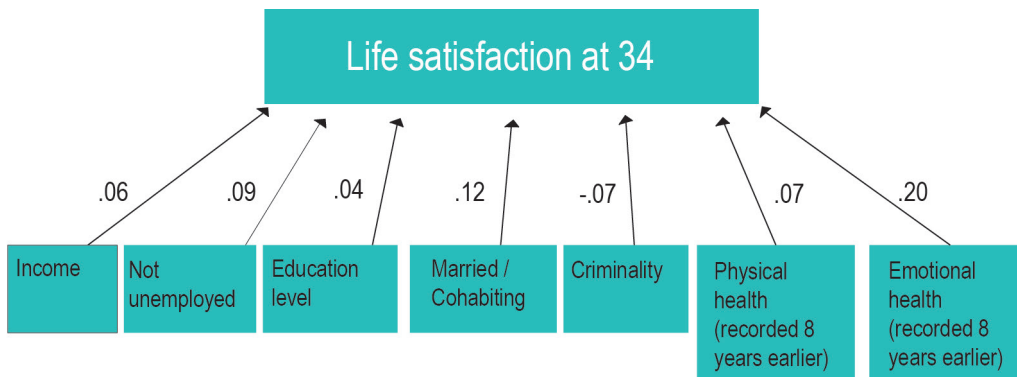 Life satisfaction at 34
.06
.09
.04
.12
-.07
.07
.20
Income
Not
unemployed
Education
level
Married /
Cohabiting
Criminality
Physical
health
(recorded 8
years earlier)
Emotional
health
(recorded 8
years earlier)